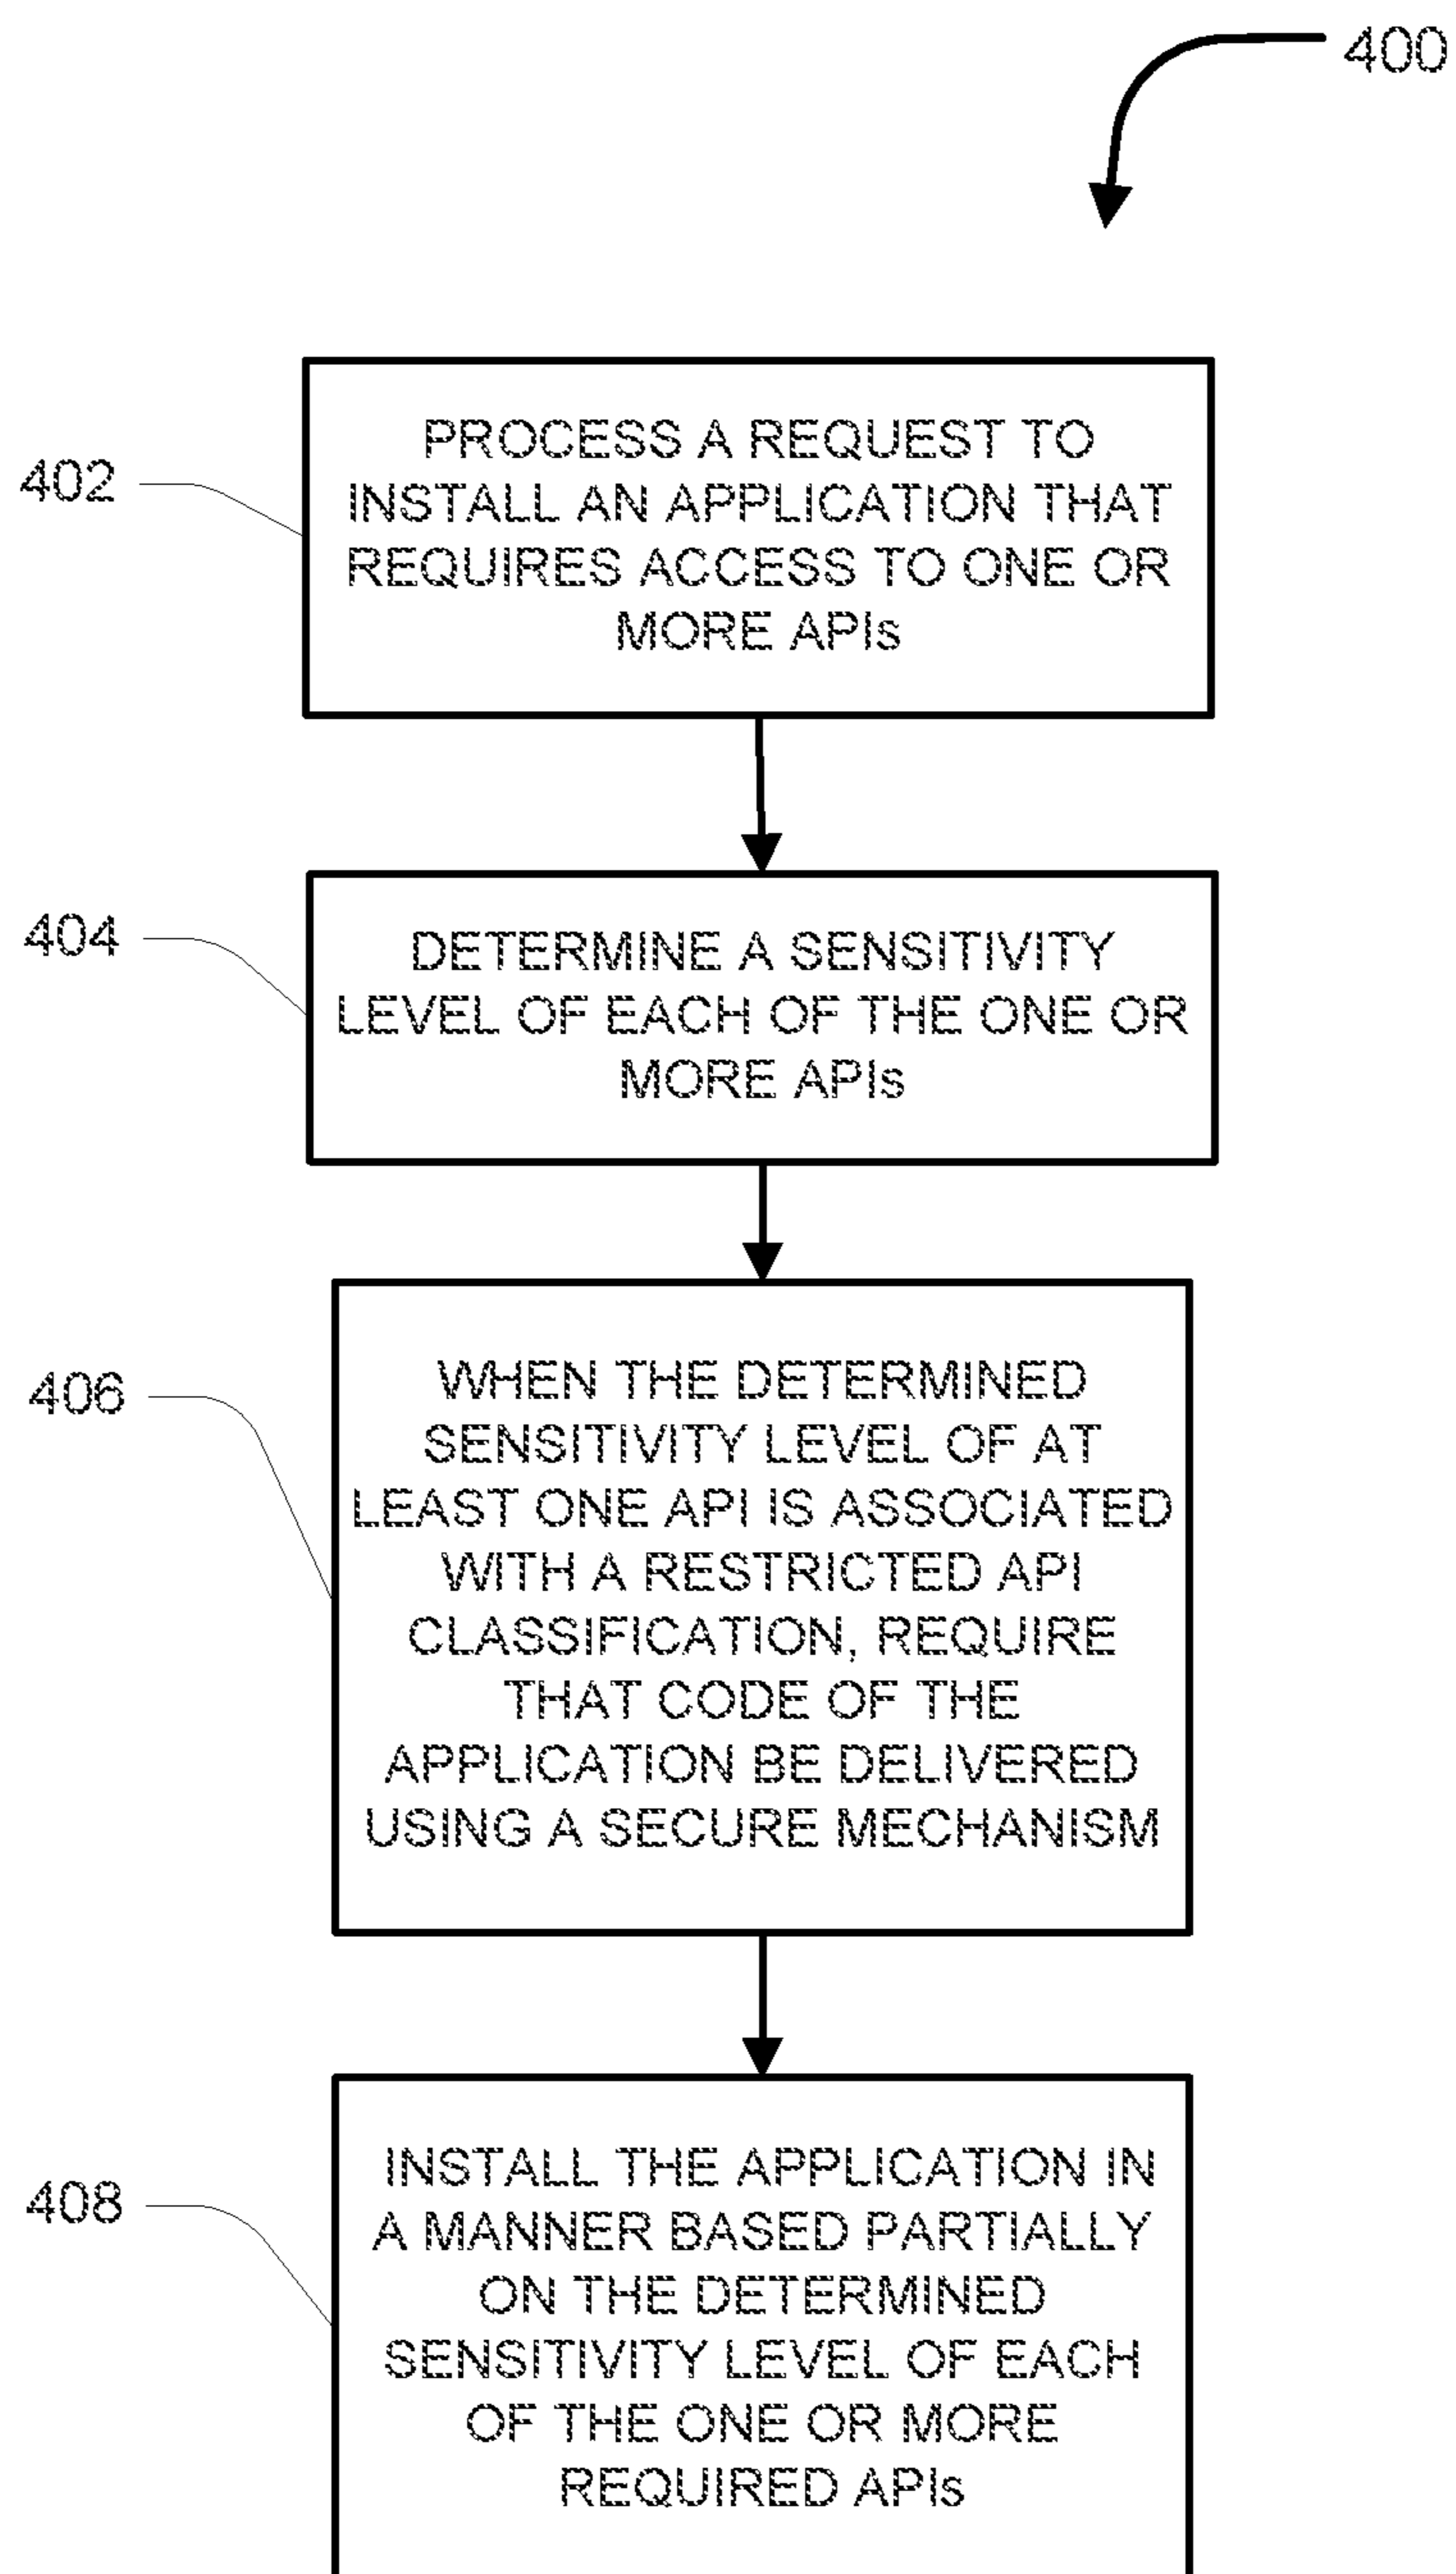 400
402
PROCESS A REQUEST TO
INSTALL AN APPLICATION THAT
REQUIRES ACCESS TO ONE OR
MORE APIs
404
DETERMINE A SENSITIVITY
LEVEL OF EACH OF THE ONE OR
MORE APIs
406
WHEN THE DETERMINED
SENSITIVITY LEVEL OF AT
LEAST ONE API IS ASSOCIATED
WITH A RESTRICTED API
CLASSIFICATION, REQUIRE
THAT CODE OF THE
APPLICATION BE DELIVERED
USING A SECURE MECHANISM
408
INSTALL THE APPLICATION IN
A MANNER BASED PARTIALLY
ON THE DETERMINED
SENSITIVITY LEVEL OF EACH
OF THE ONE OR MORE
REQUIRED APIs